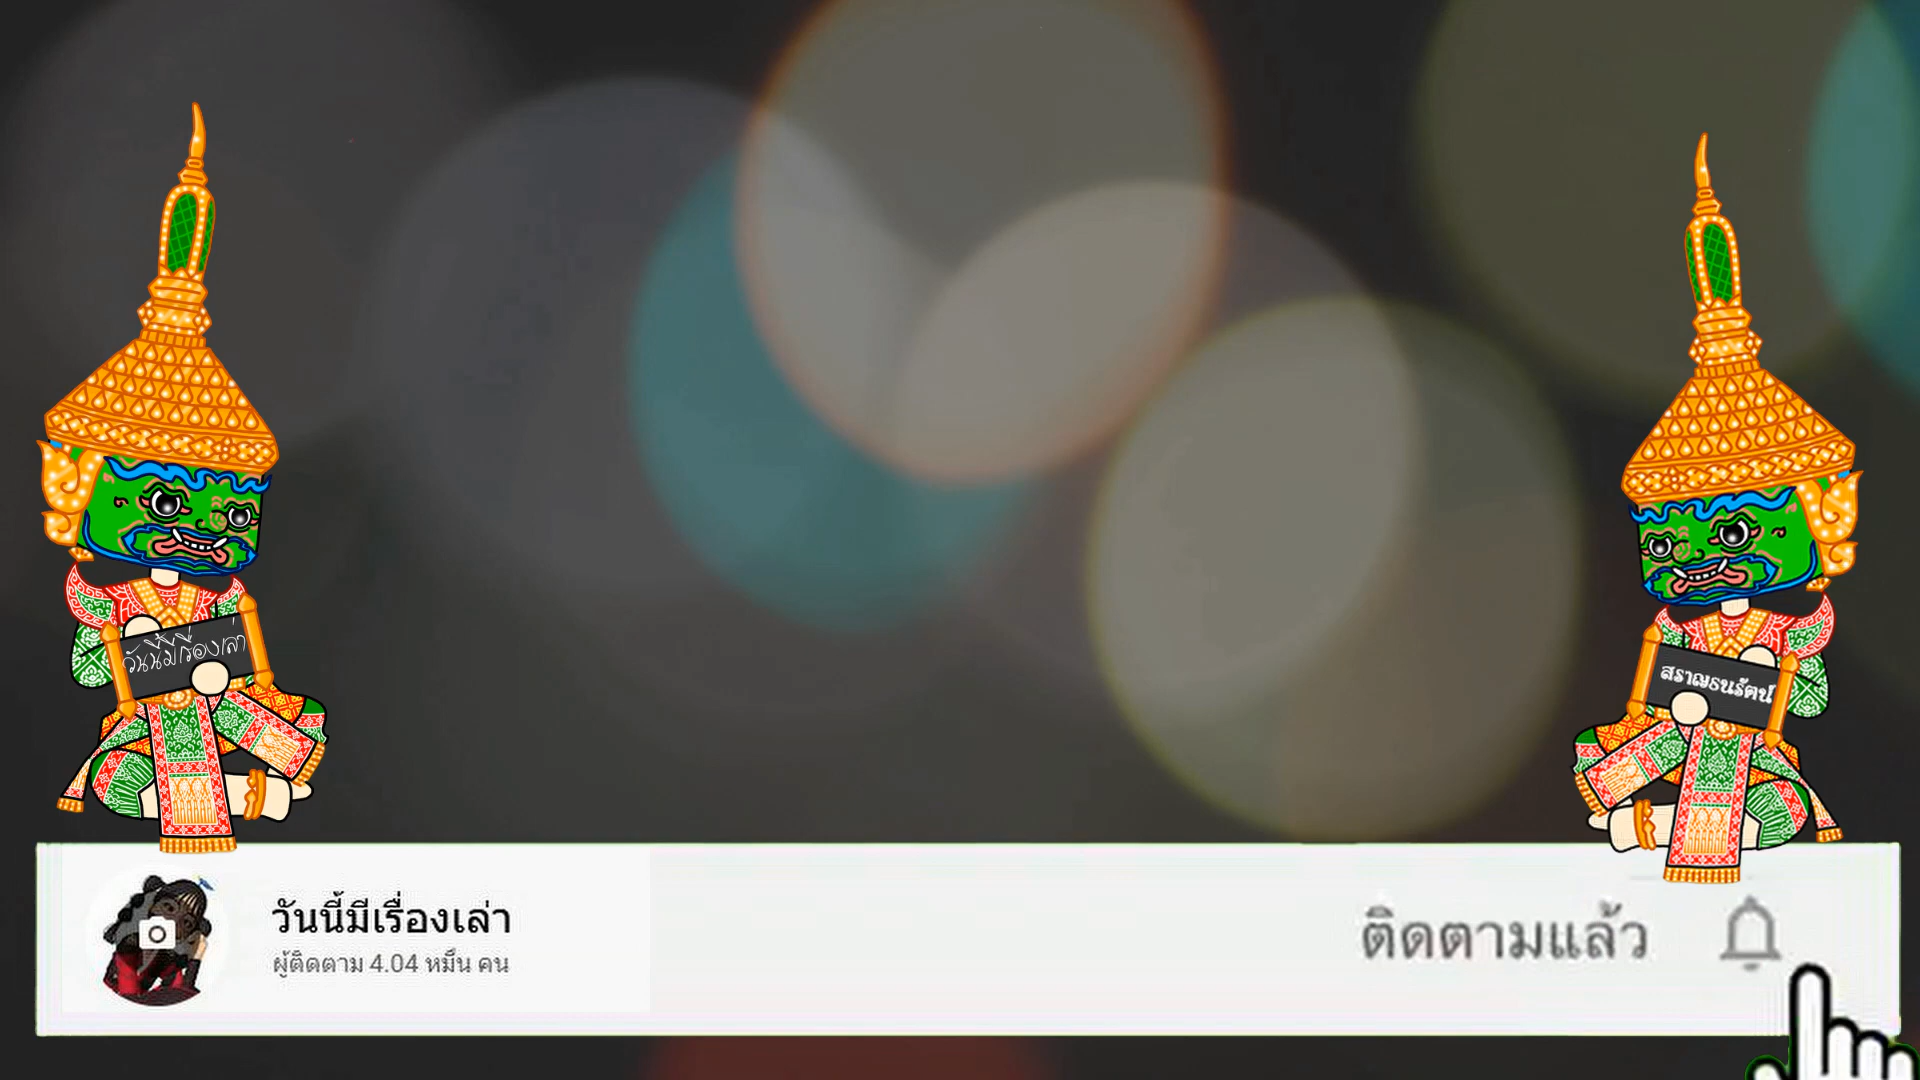 วันนี้มีเรื่องเล่า
สราญธนรัตน์
วันนี้มีเรื่องเล่า
ผู้ติดตาม 4.04 หมื่น คน
ติดตามแล้ว